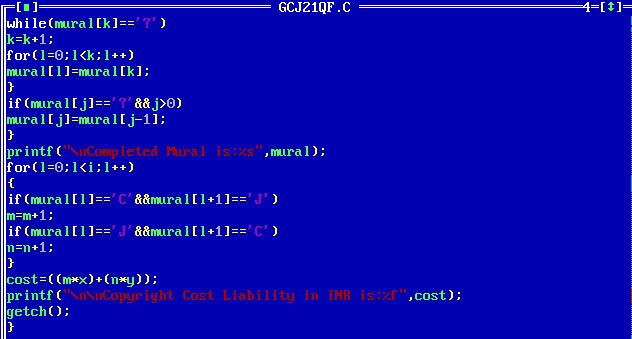 [■] GCJ21QF.C 4=[↕]
while(mural[k]=='?')
k=k+1;
for(l=0;l<k;l++)
mural[l]=mural[k];
}
if(mural[j]=='?'&&j>0)
mural[j]=mural[j-1];
}
printf("\nCompleted Mural is:%s",mural);
for(l=0;l<i;l++)
{
if(mural[l]=='C'&&mural[l+1]=='J')
m=m+1;
if(mural[l]=='J'&&mural[l+1]=='C')
n=n+1;
}
cost=((m*x)+(n*y));
printf("\n\nCopyright Cost Liability in INR is:%f",cost);
getch();
}